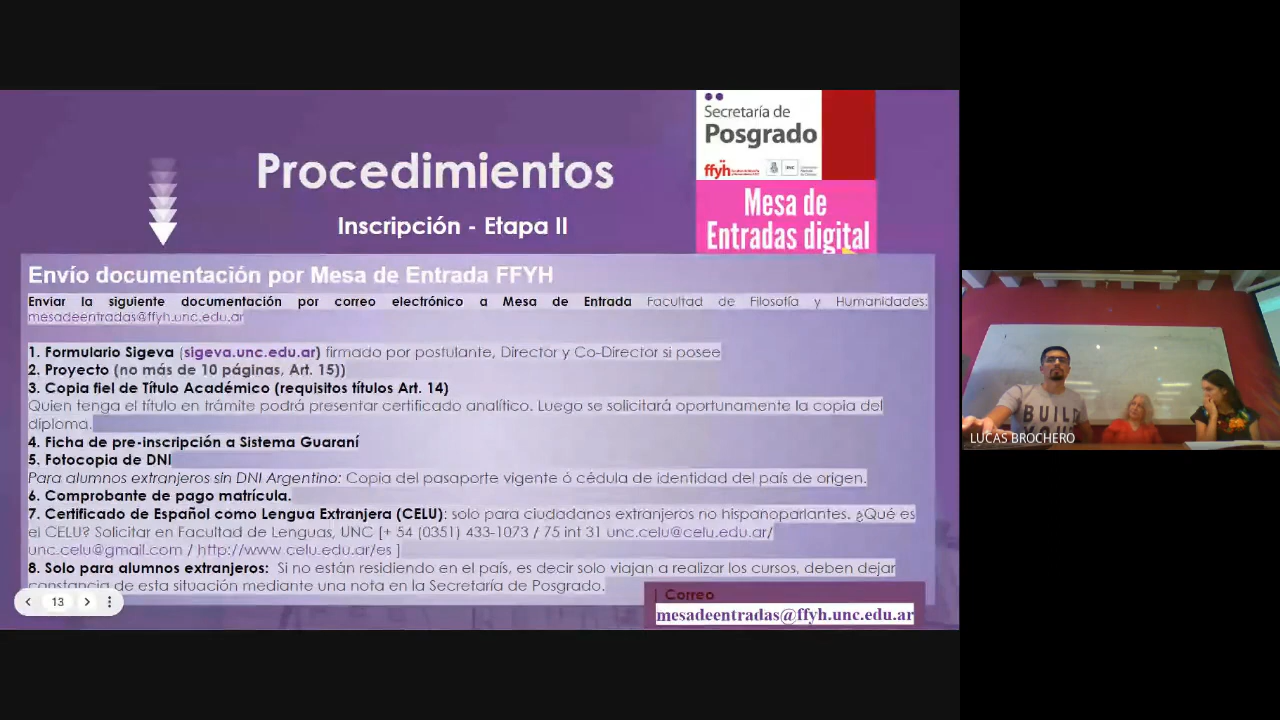 Secretaría de
Posgrado
ffyh
UNC
Mesa de
Entradas digital
Procedimientos
Inscripción - Etapa II
Envío documentación por Mesa de Entrada FFYH
Enviar la siguiente documentación por correo electrónico a Mesa de Entrada Facultad de Filosofía y Humanidades:
mesadeentradas@ffyh.unc.edu.ar
1. Formulario Sigeva (sigeva.unc.edu.ar) firmado por postulante, Director y Co-Director si posee
2. Proyecto (no más de 10 páginas, Art. 15))
3. Copia fiel de Título Académico (requisitos títulos Art. 14)
Quien tenga el título en trámite podrá presentar certificado analítico. Luego se solicitará oportunamente la copia del
diploma.
4. Ficha de pre-inscripción a Sistema Guaraní
5. Fotocopia de DNI
Para alumnos extranjeros sin DNI Argentino: Copia del pasaporte vigente ó cédula de identidad del país de origen.
6. Comprobante de pago matrícula.
7. Certificado de Español como Lengua Extranjera (CELU): solo para ciudadanos extranjeros no hispanoparlantes. ¿Qué es
el CELU? Solicitar en Facultad de Lenguas, UNC [+ 54 (0351) 433-1073 / 75 int 31 unc.celu@celu.edu.ar/
unc.celu@gmail.com / http://www.celu.edu.ar/es ]
8. Solo para alumnos extranjeros: Si no están residiendo en el país, es decir solo viajan a realizar los cursos, deben dejar
constancia de esta situación mediante una nota en la Secretaría de Posgrado.
| Correo
mesadeentradas@ffyh.unc.edu.ar
13
BUILD
LUCAS BROCHERO